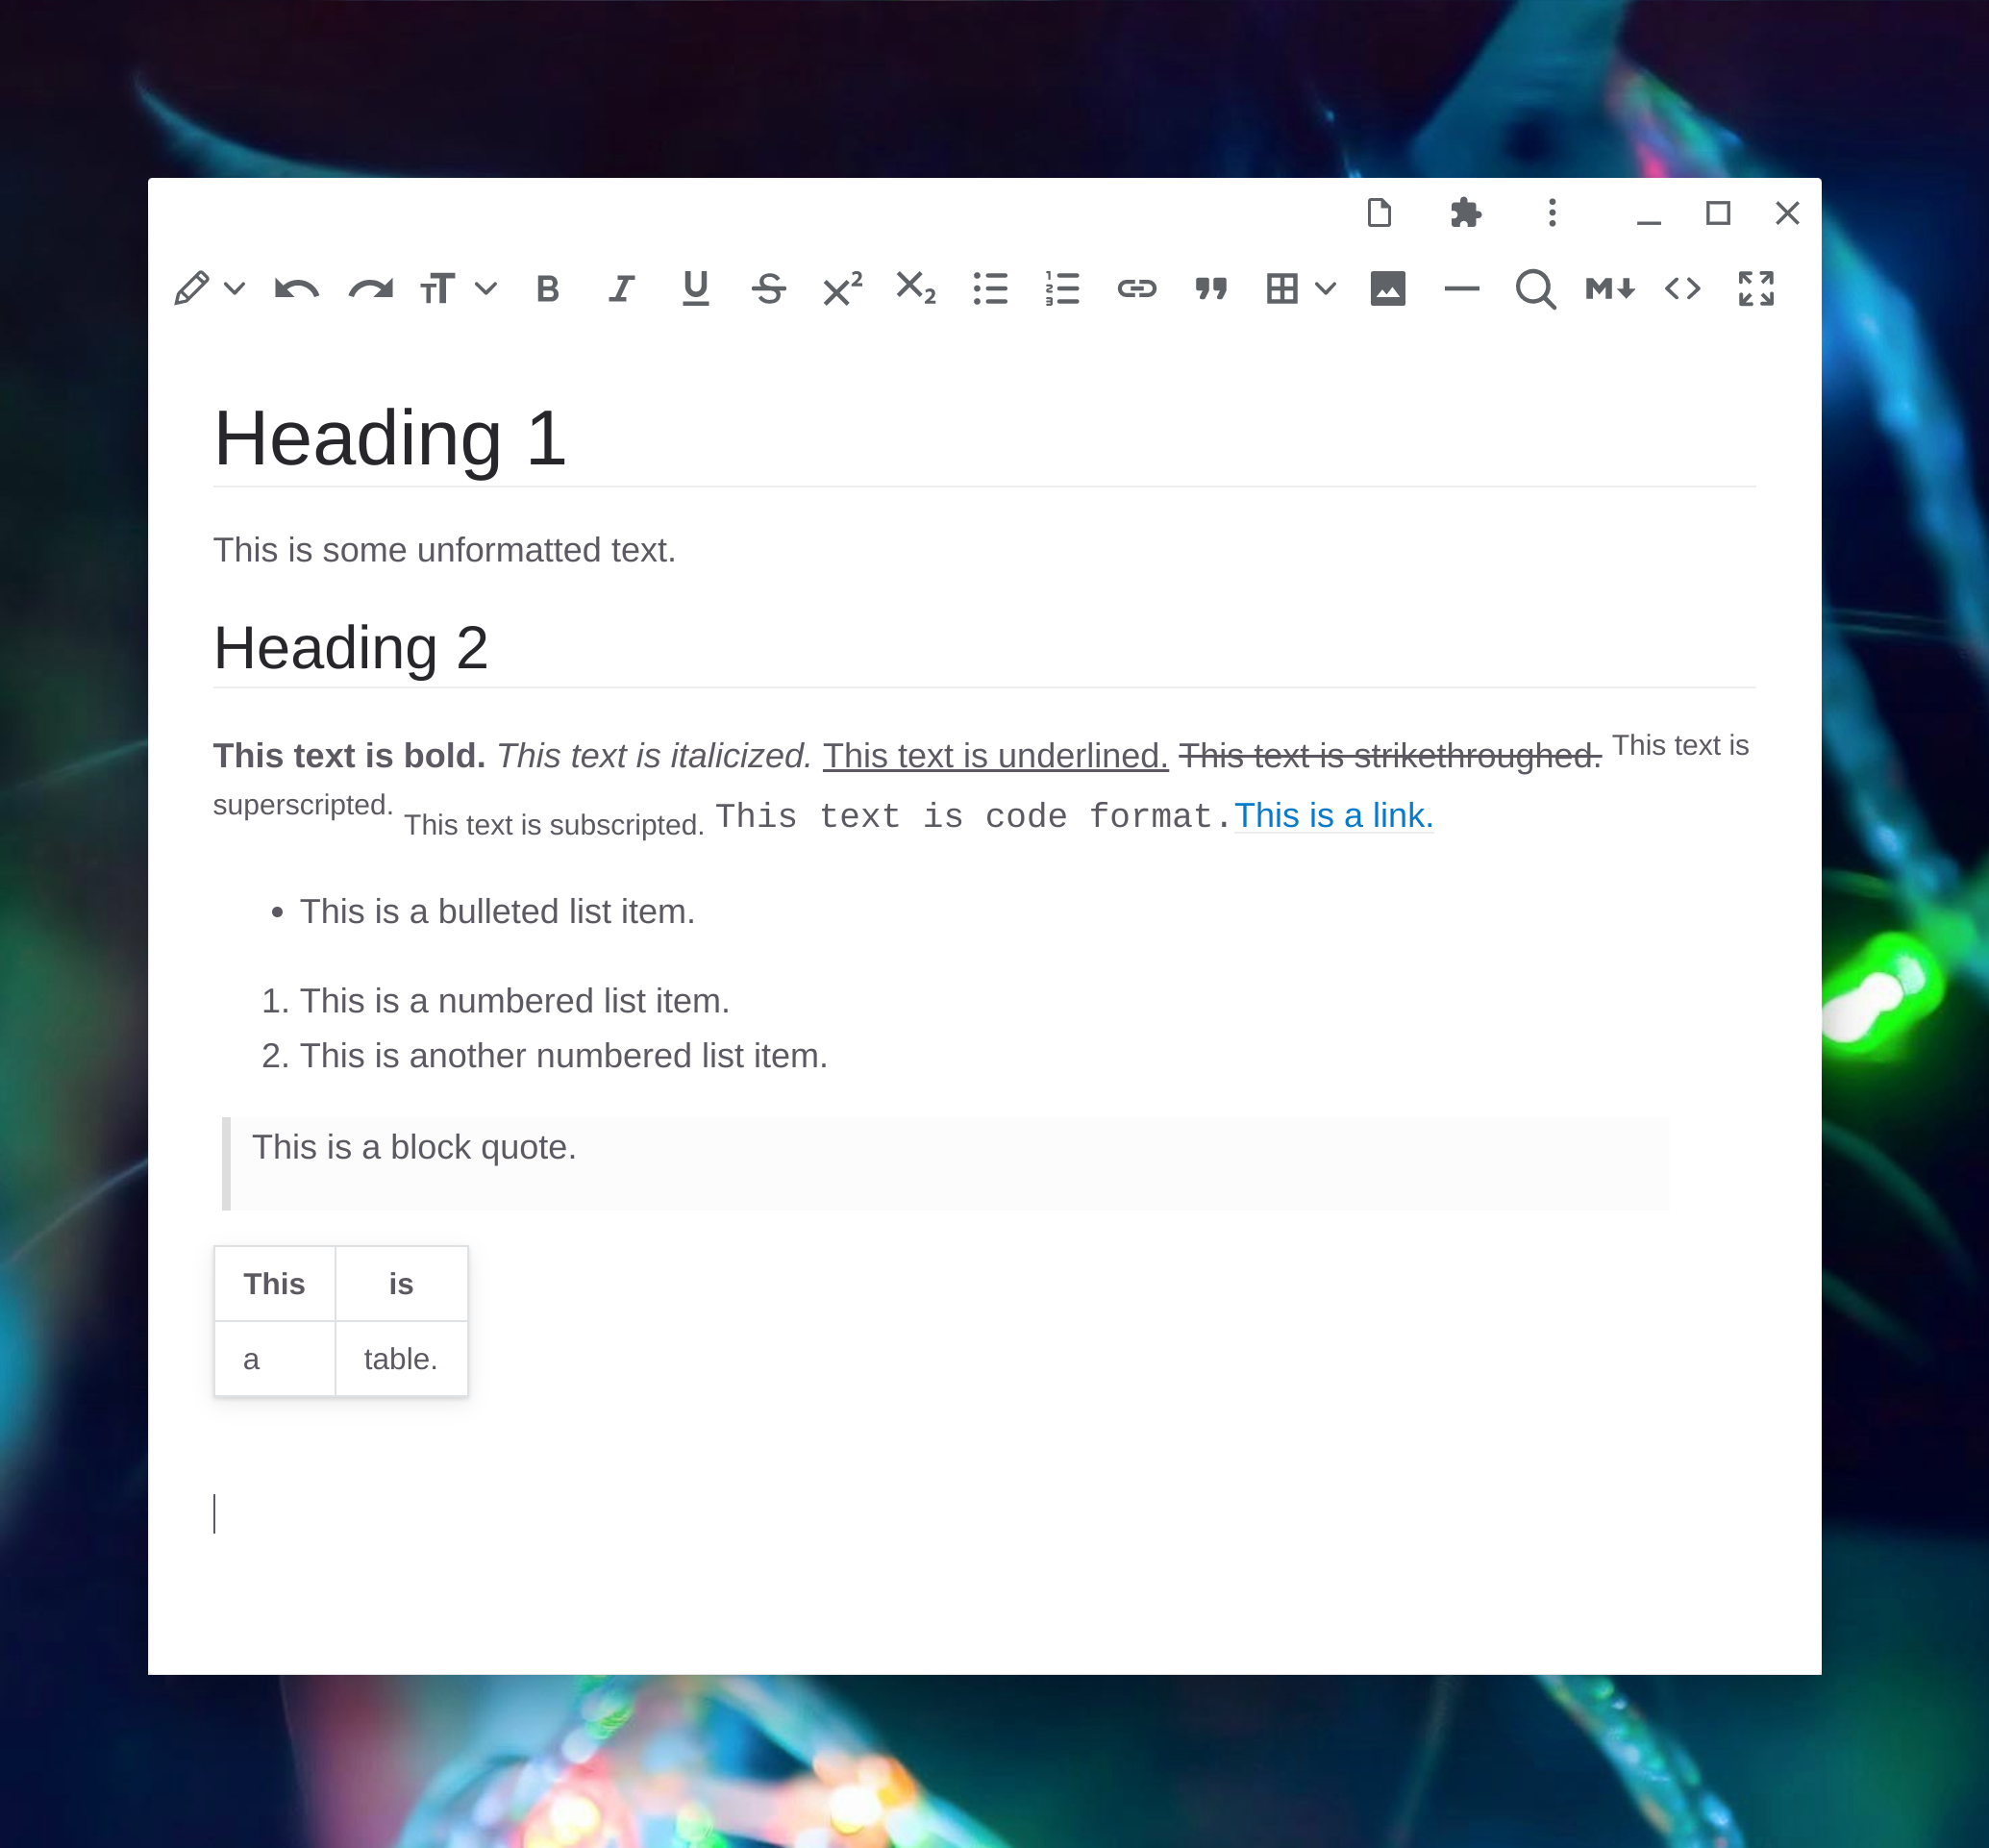 Heading 1
This is some unformatted text.
Heading 2
This text is bold. This text is italicized. This text is underlined. This text is strikethroughed. This text is
superscripted. This text is subscripted. This text is code format.This is a link.
• This is a bulleted list item.
1. This is a numbered list item.
2. This is another numbered list item.
This is a block quote.
This is
a table.